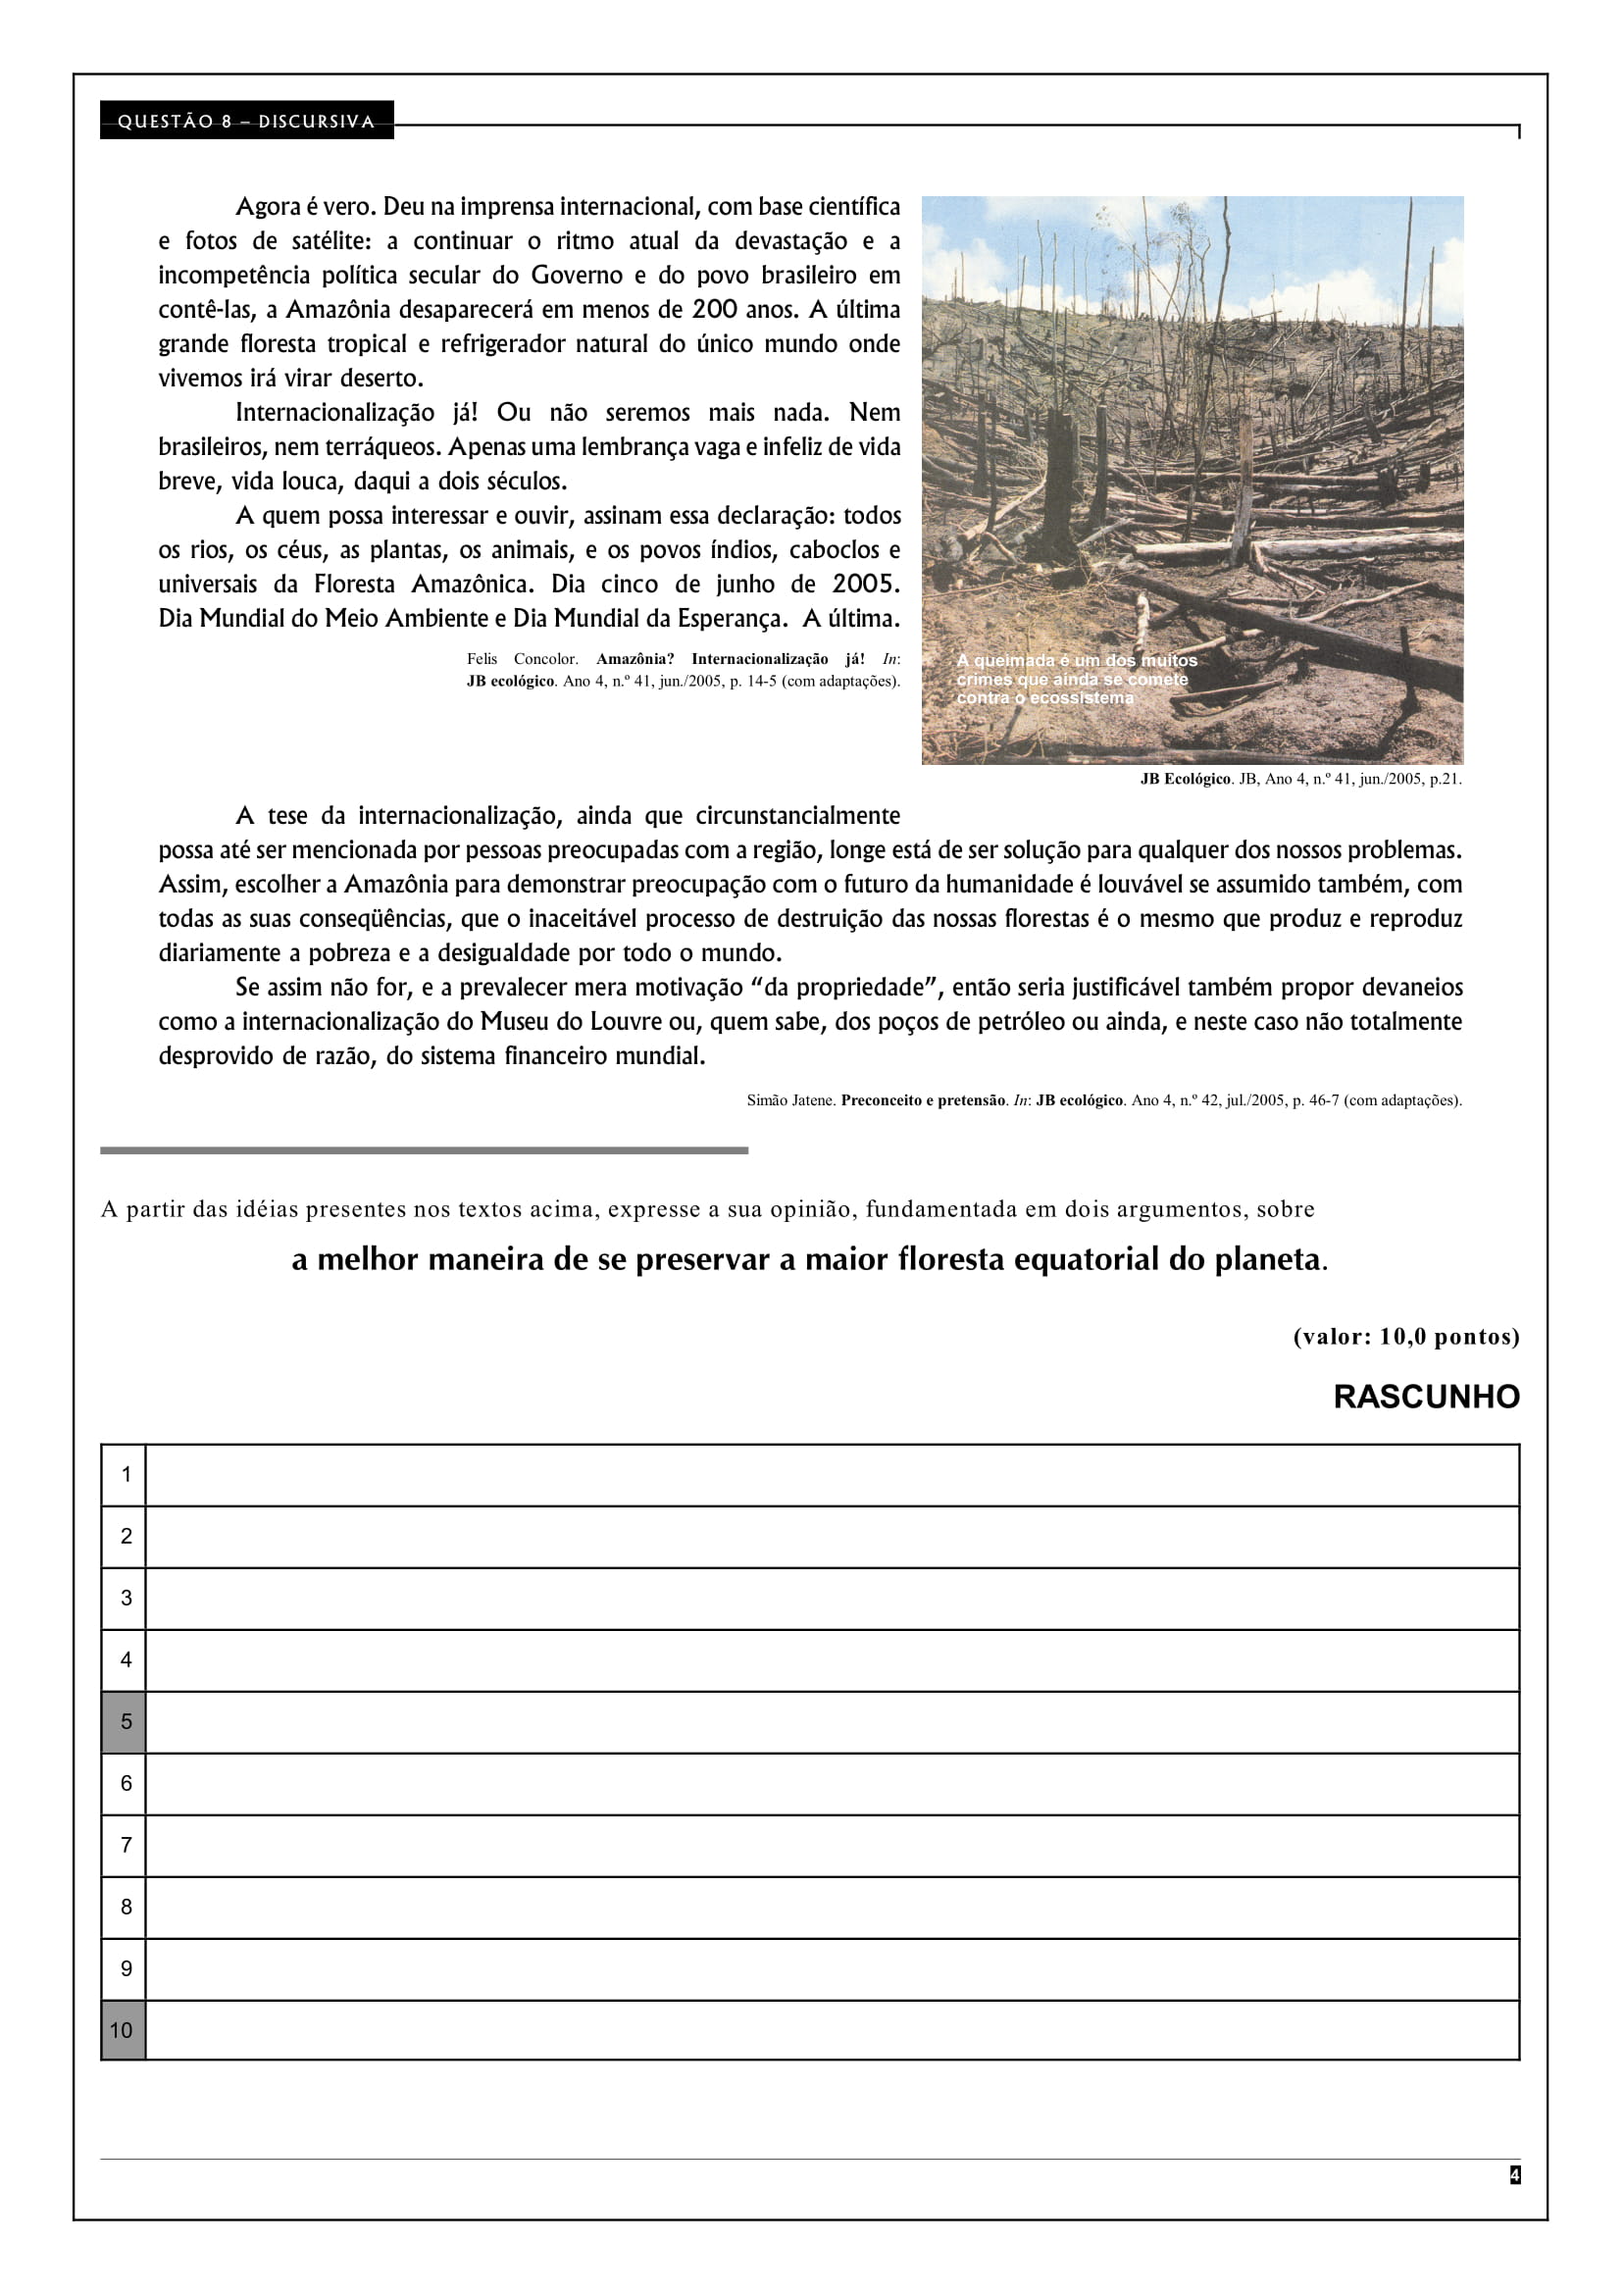 QUESTÃO 8 – DISCURSIVA
Agora é vero. Deu na imprensa internacional, com base científica
e fotos de satélite: a continuar o ritmo atual da devastação e a
incompetência política secular do Governo e do povo brasileiro em
contê-las, a Amazônia desaparecerá em menos de 200 anos. A última
grande floresta tropical e refrigerador natural do único mundo onde
vivemos irá virar deserto.
Internacionalização já! Ou não seremos mais nada. Nem
brasileiros, nem terráqueos. Apenas uma lembrança vaga e infeliz de vida
breve, vida louca, daqui a dois séculos.
A quem possa interessar e ouvir, assinam essa declaração: todos
os rios, os céus, as plantas, os animais, e os povos índios, caboclos e
universais da Floresta Amazônica. Dia cinco de junho de 2005.
Dia Mundial do Meio Ambiente e Dia Mundial da Esperança. A última.
Felis Concolor. Amazônia? Internacionalização já! In:
JB ecológico. Ano 4, n.º 41, jun./2005, p. 14-5 (com adaptações).
A queimada é um dos muitos
crimes que ainda se comete
contra o ecossistema
JB Ecológico. JB, Ano 4, n.º 41, jun./2005, p.21.
A tese da internacionalização, ainda que circunstancialmente
possa até ser mencionada por pessoas preocupadas com a região, longe está de ser solução para qualquer dos nossos problemas.
Assim, escolher a Amazônia para demonstrar preocupação com o futuro da humanidade é louvável se assumido também, com
todas as suas conseqüências, que o inaceitável processo de destruição das nossas florestas é o mesmo que produz e reproduz
diariamente a pobreza e a desigualdade por todo o mundo.
Se assim não for, e a prevalecer mera motivação “da propriedade”, então seria justificável também propor devaneios
como a internacionalização do Museu do Louvre ou, quem sabe, dos poços de petróleo ou ainda, e neste caso não totalmente
desprovido de razão, do sistema financeiro mundial.
Simão Jatene. Preconceito e pretensão. In: JB ecológico. Ano 4, n.º 42, jul./2005, p. 46-7 (com adaptações).
A partir das idéias presentes nos textos acima, expresse a sua opinião, fundamentada em dois argumentos, sobre
a melhor maneira de se preservar a maior floresta equatorial do planeta.
(valor: 10,0 pontos)
RASCUNHO
1
2
3
4
5
6
7
8
9
10
4